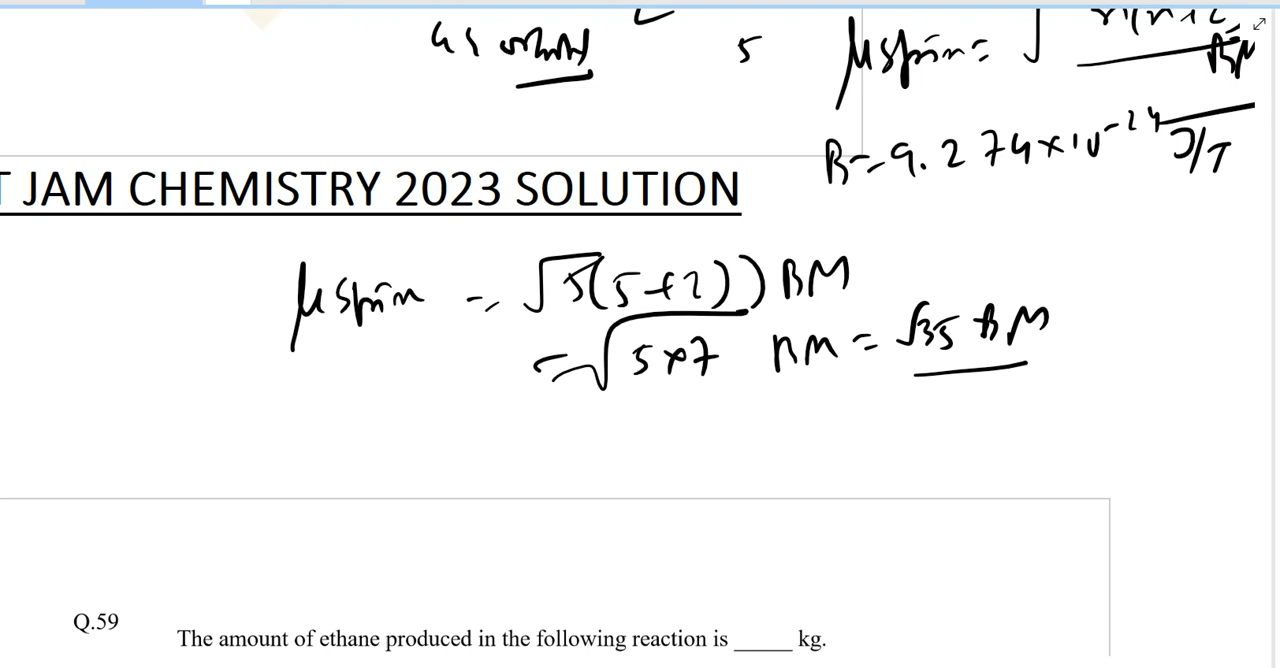 5 μspin = √
BM
B = 9.274×10⁻²⁴ J/T
T JAM CHEMISTRY 2023 SOLUTION
μspin = √5(5+2)) BM
= √5×7 BM = √35 BM
Q.59
The amount of ethane produced in the following reaction is _____ kg.